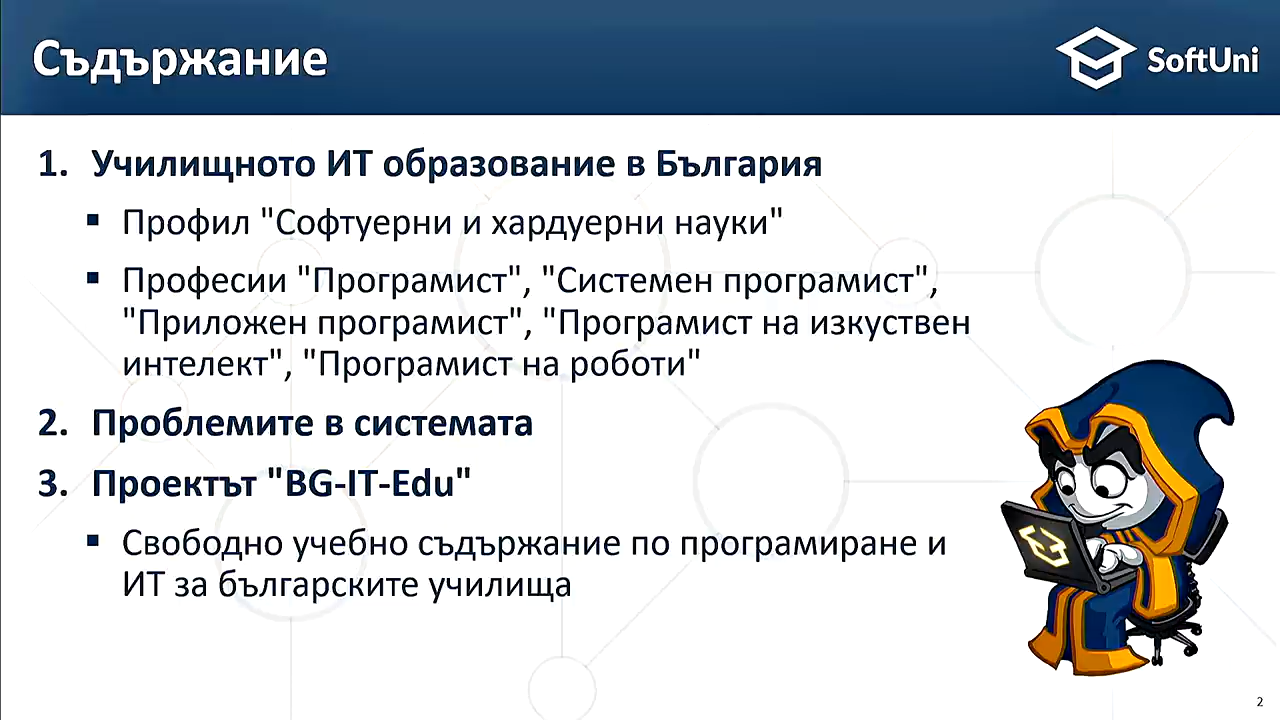 Съдържание
SoftUni
1. Училищното ИТ образование в България
▪ Профил "Софтуерни и хардуерни науки"
▪ Професии "Програмист", "Системен програмист",
"Приложен програмист", "Програмист на изкуствен
интелект", "Програмист на роботи"
2. Проблемите в системата
3. Проектът "BG-IT-Edu"
▪ Свободно учебно съдържание по програмиране и
ИТ за българските училища
2